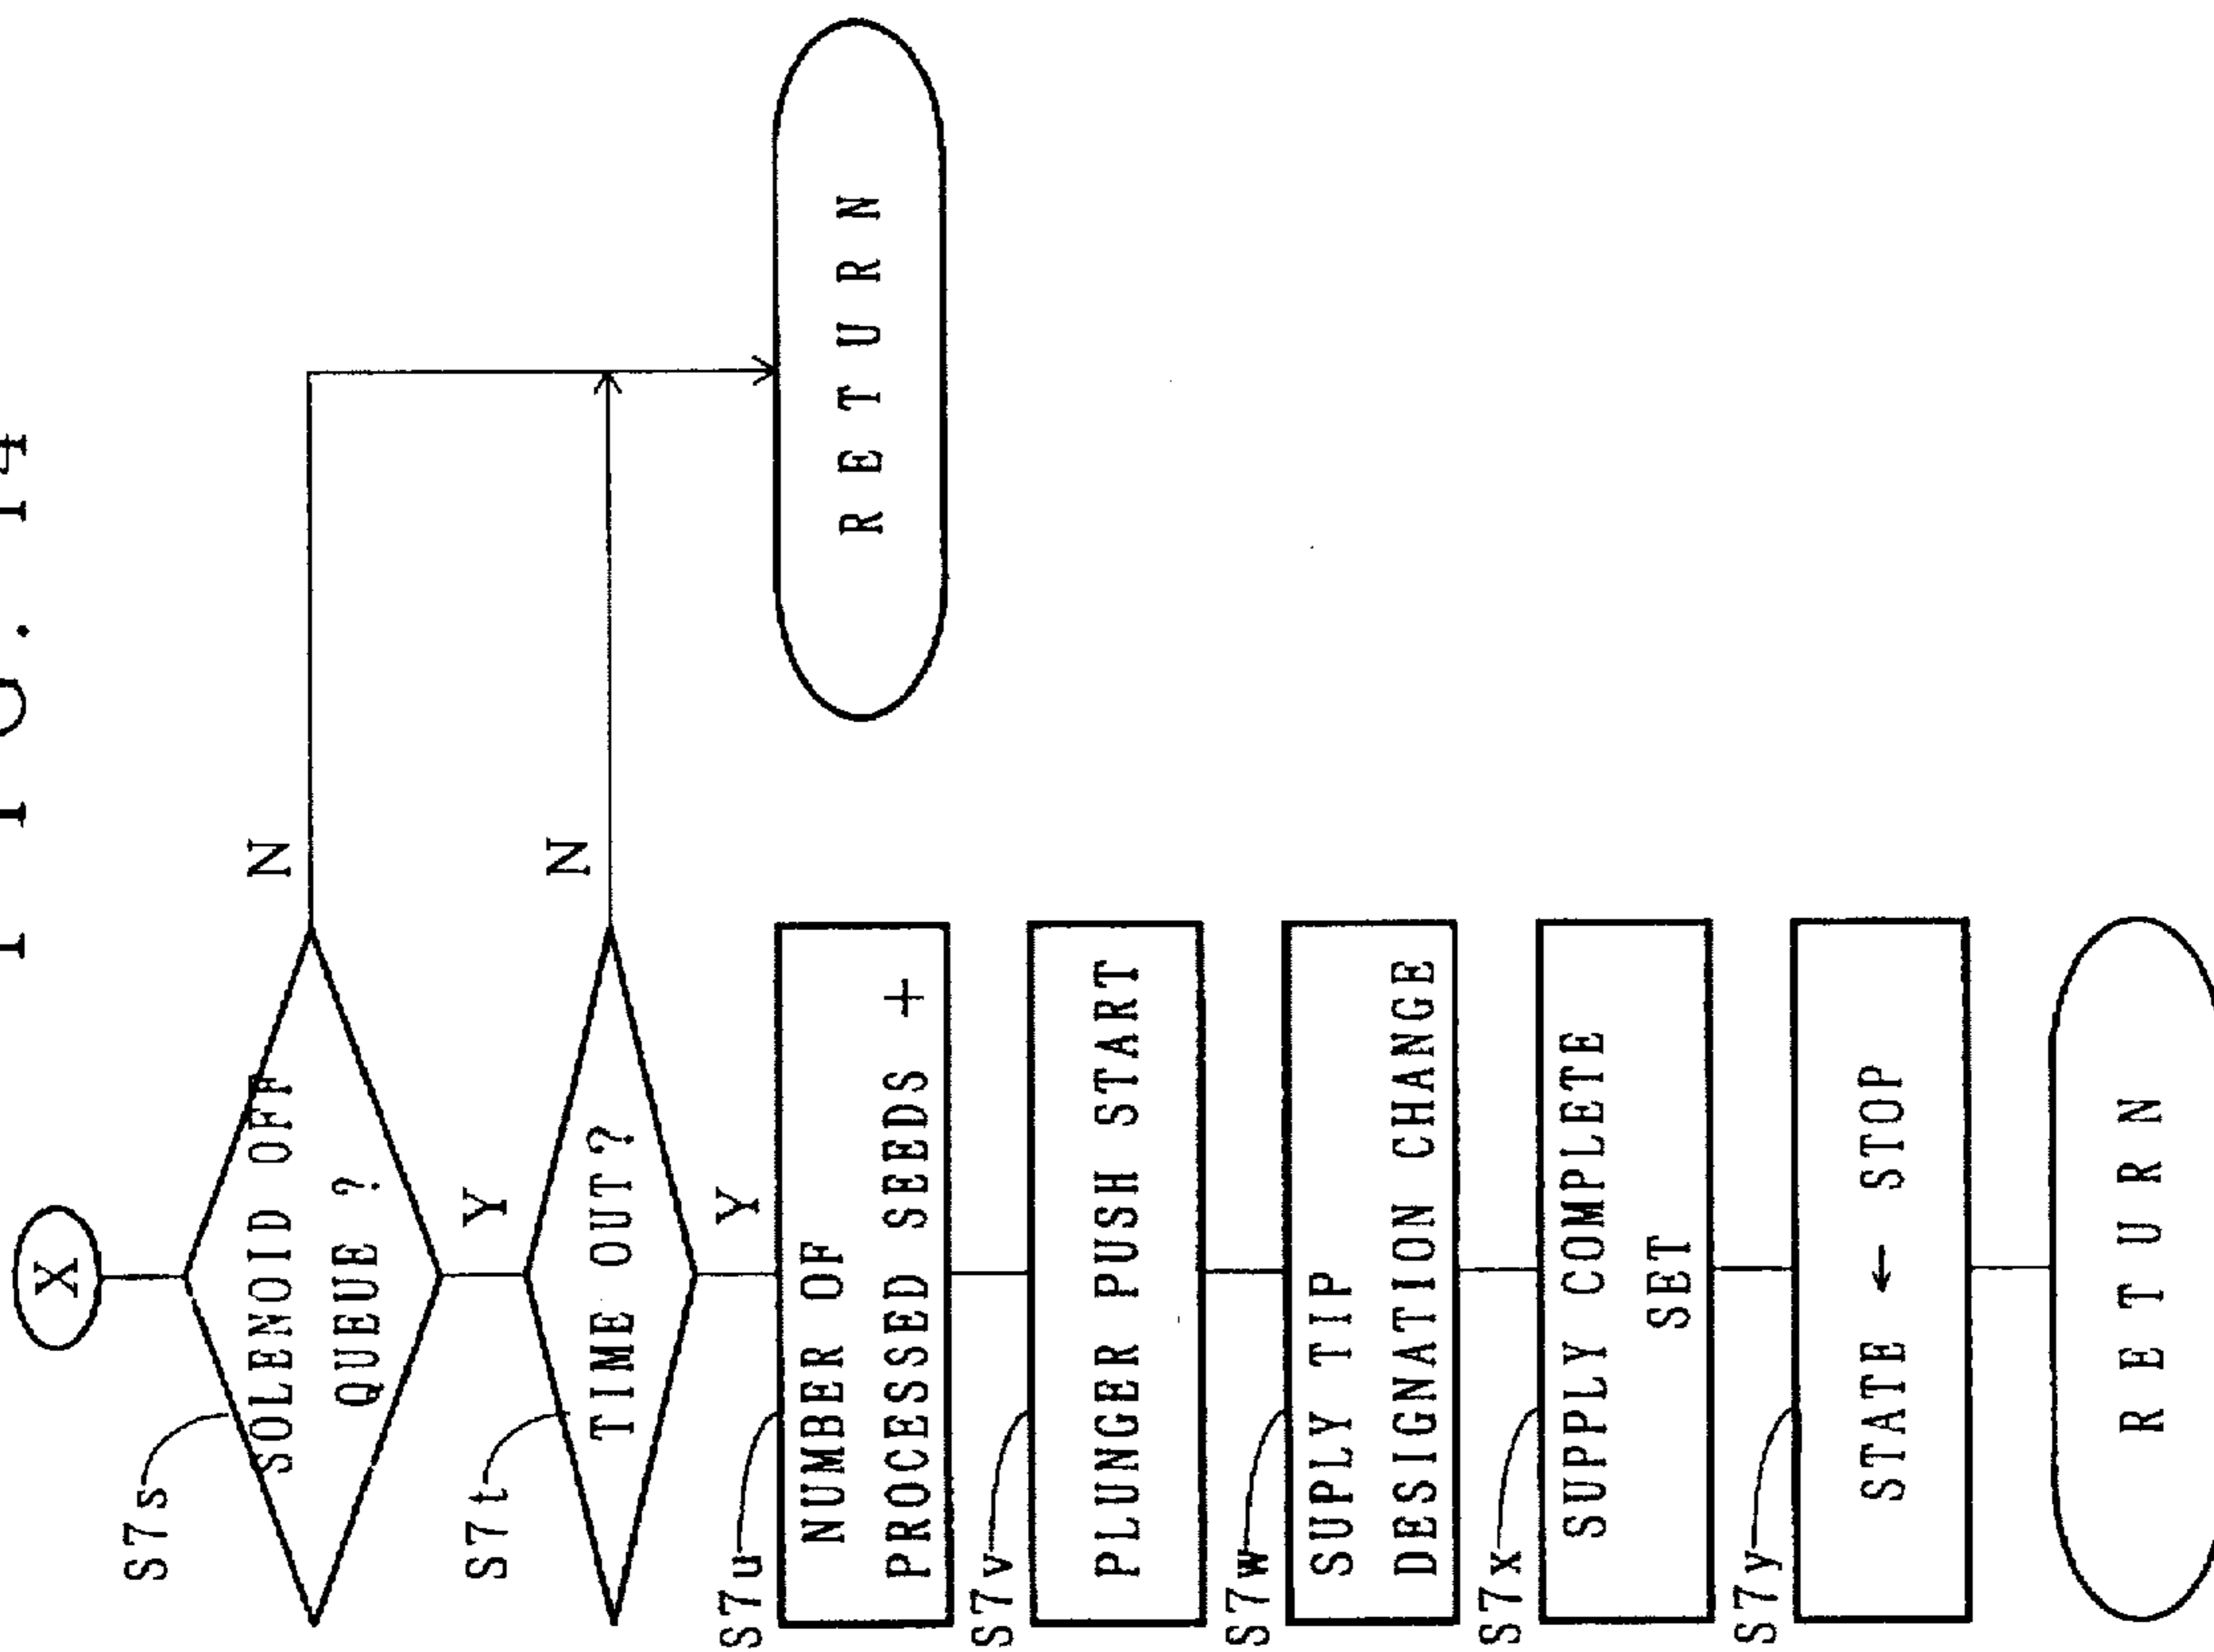 FIG. 14
X
S7s
SOLENOID OFF
QUEUE ?
N
Y
S7t
TIME OUT?
N
Y
S7u
NUMBER OF
PROCESSED SEEDS +
RETURN
S7v
PLUNGER PUSH START
S7w
SUPPLY TIP
DESIGNATION CHANGE
S7x
SUPPLY COMPLETE
SET
S7y
STATE ← STOP
RETURN